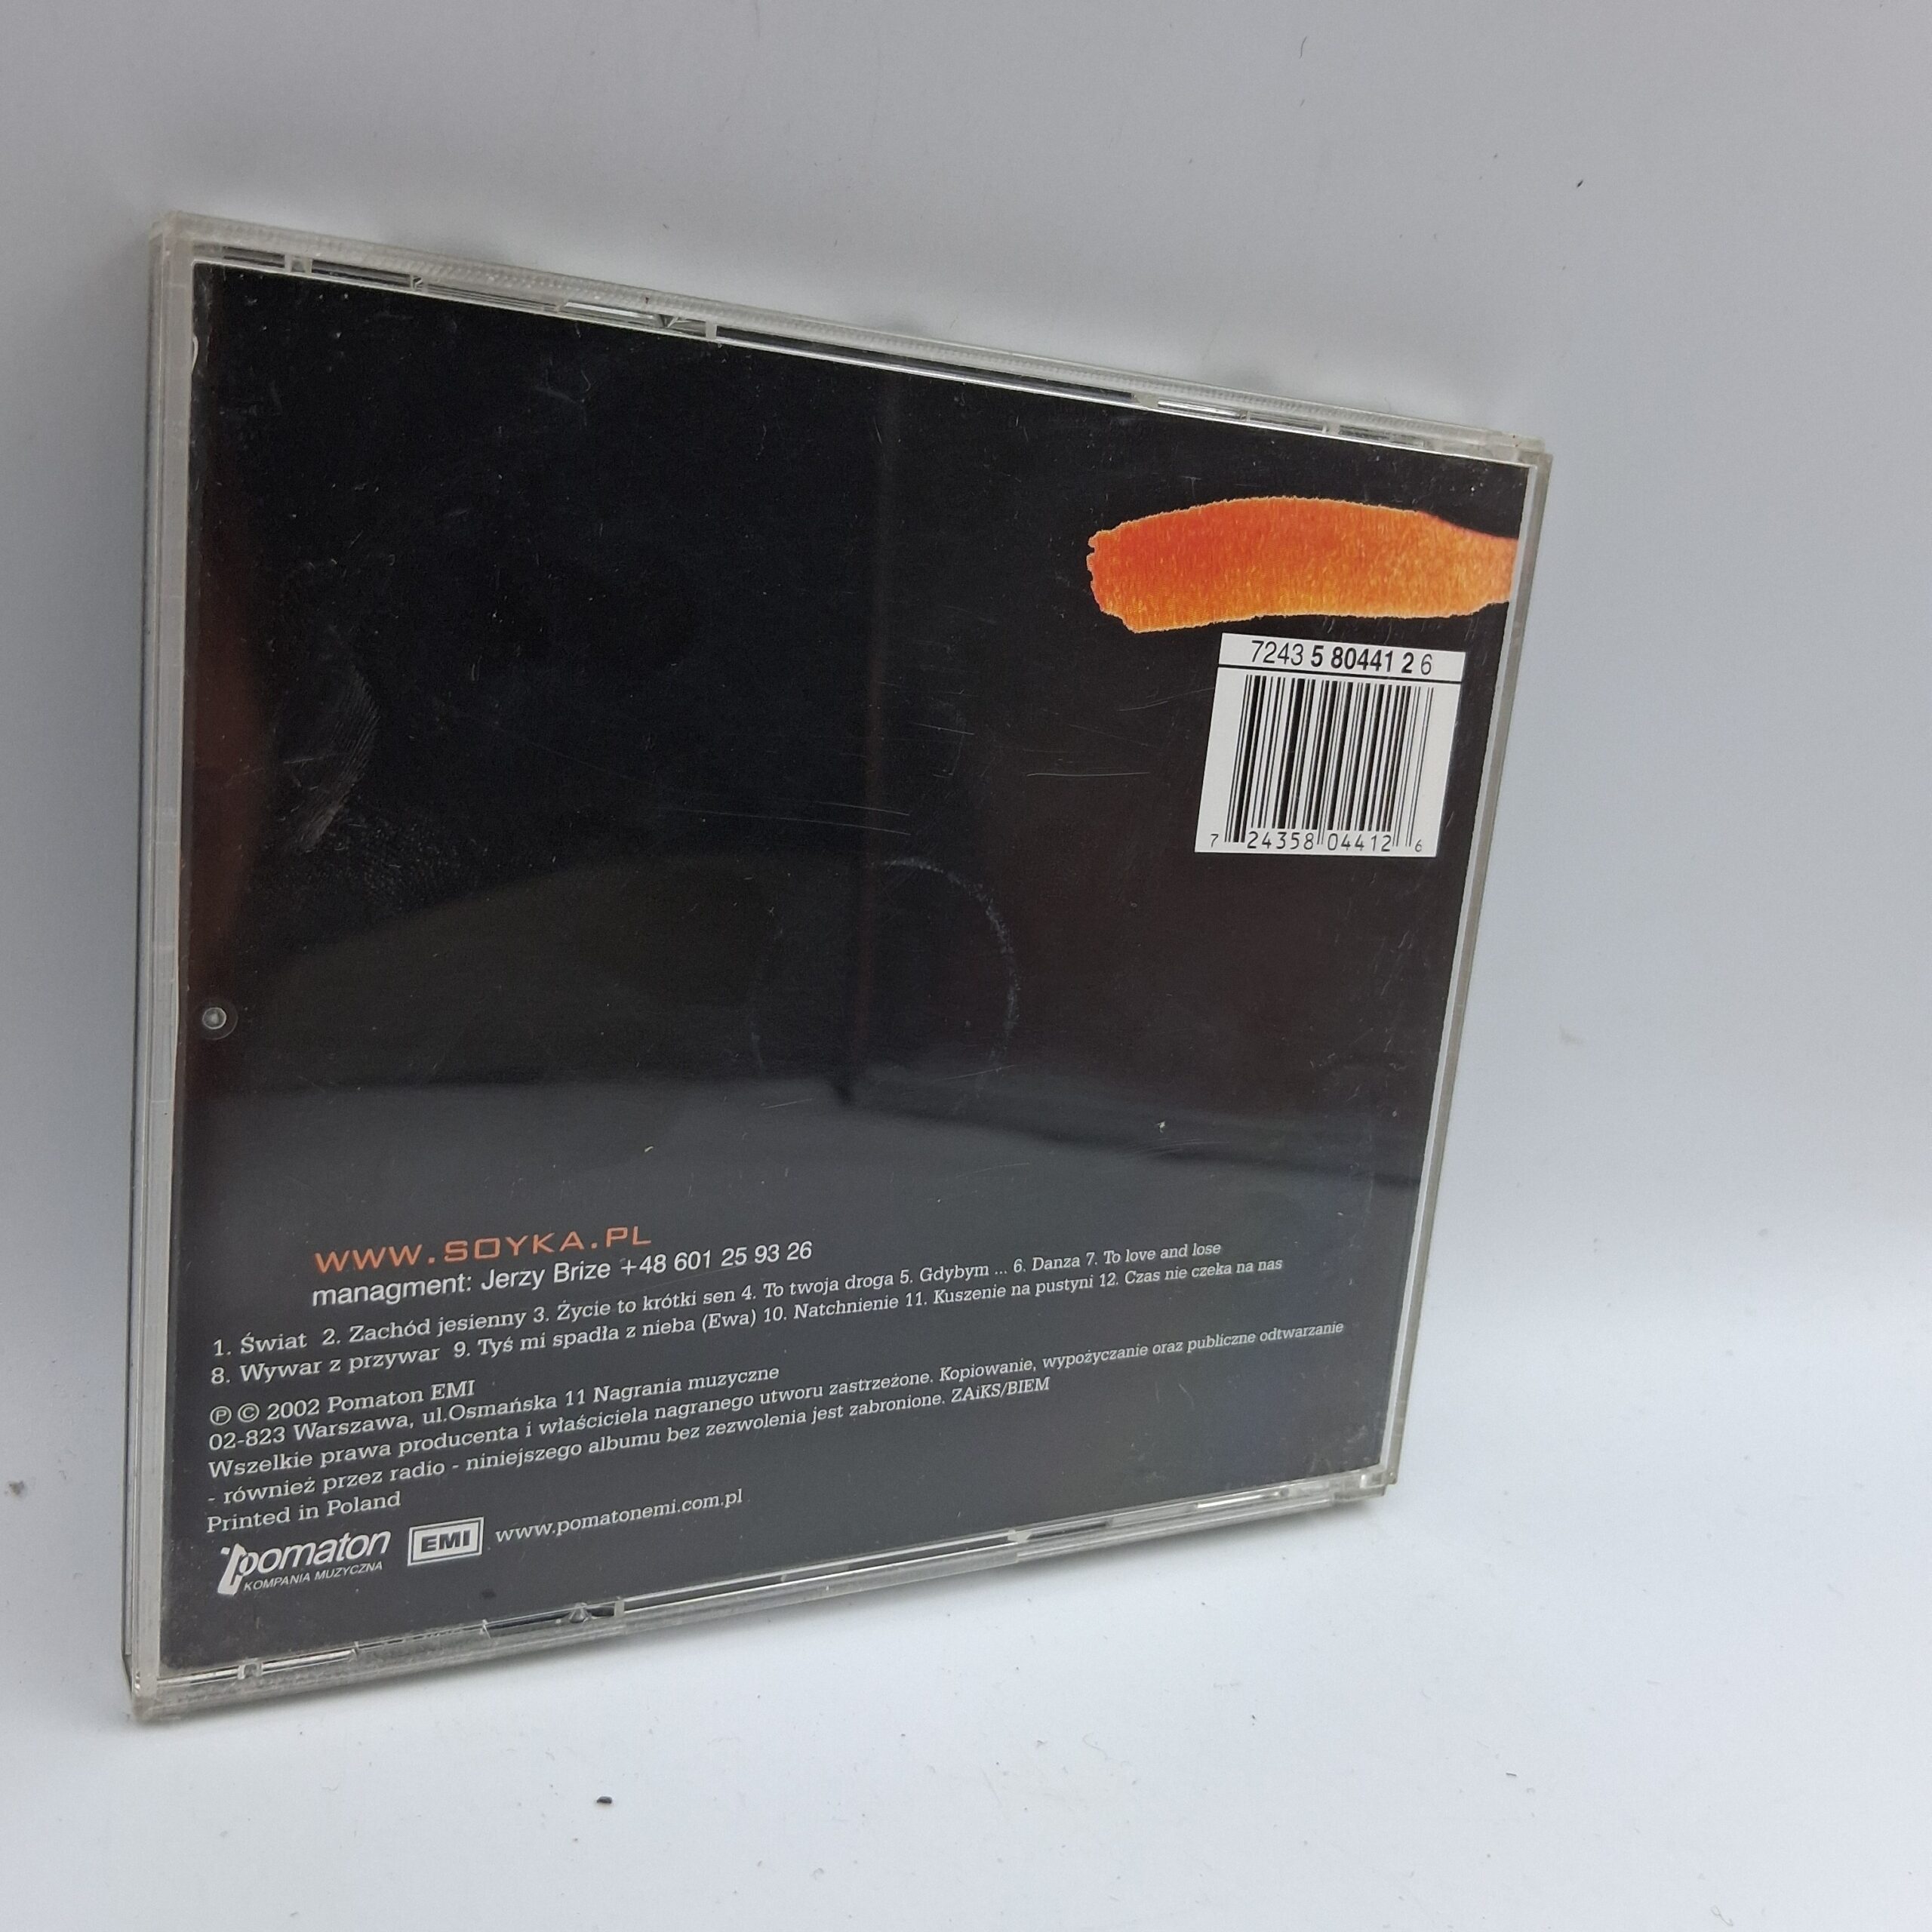 7243 5 80441 2 6
7 24358 04412 6
WWW.SOYKA.PL
managment: Jerzy Brize +48 601 25 93 26
1. Świat 2. Zachód jesienny 3. Życie to krótki sen 4. To twoja droga 5. Gdybym ... 6. Danza 7. To love and lose
8. Wywar z przywar 9. Tyś mi spadła z nieba (Ewa) 10. Natchnienie 11. Kuszenie na pustyni 12. Czas nie czeka na nas
℗ © 2002 Pomaton EMI
02-823 Warszawa, ul.Osmańska 11 Nagrania muzyczne
Wszelkie prawa producenta i właściciela nagranego utworu zastrzeżone. Kopiowanie, wypożyczanie oraz publiczne odtwarzanie
- również przez radio - niniejszego albumu bez zezwolenia jest zabronione. ZAiKS/BIEM
Printed in Poland
pomaton EMI www.pomatonemi.com.pl
KOMPANIA MUZYCZNA